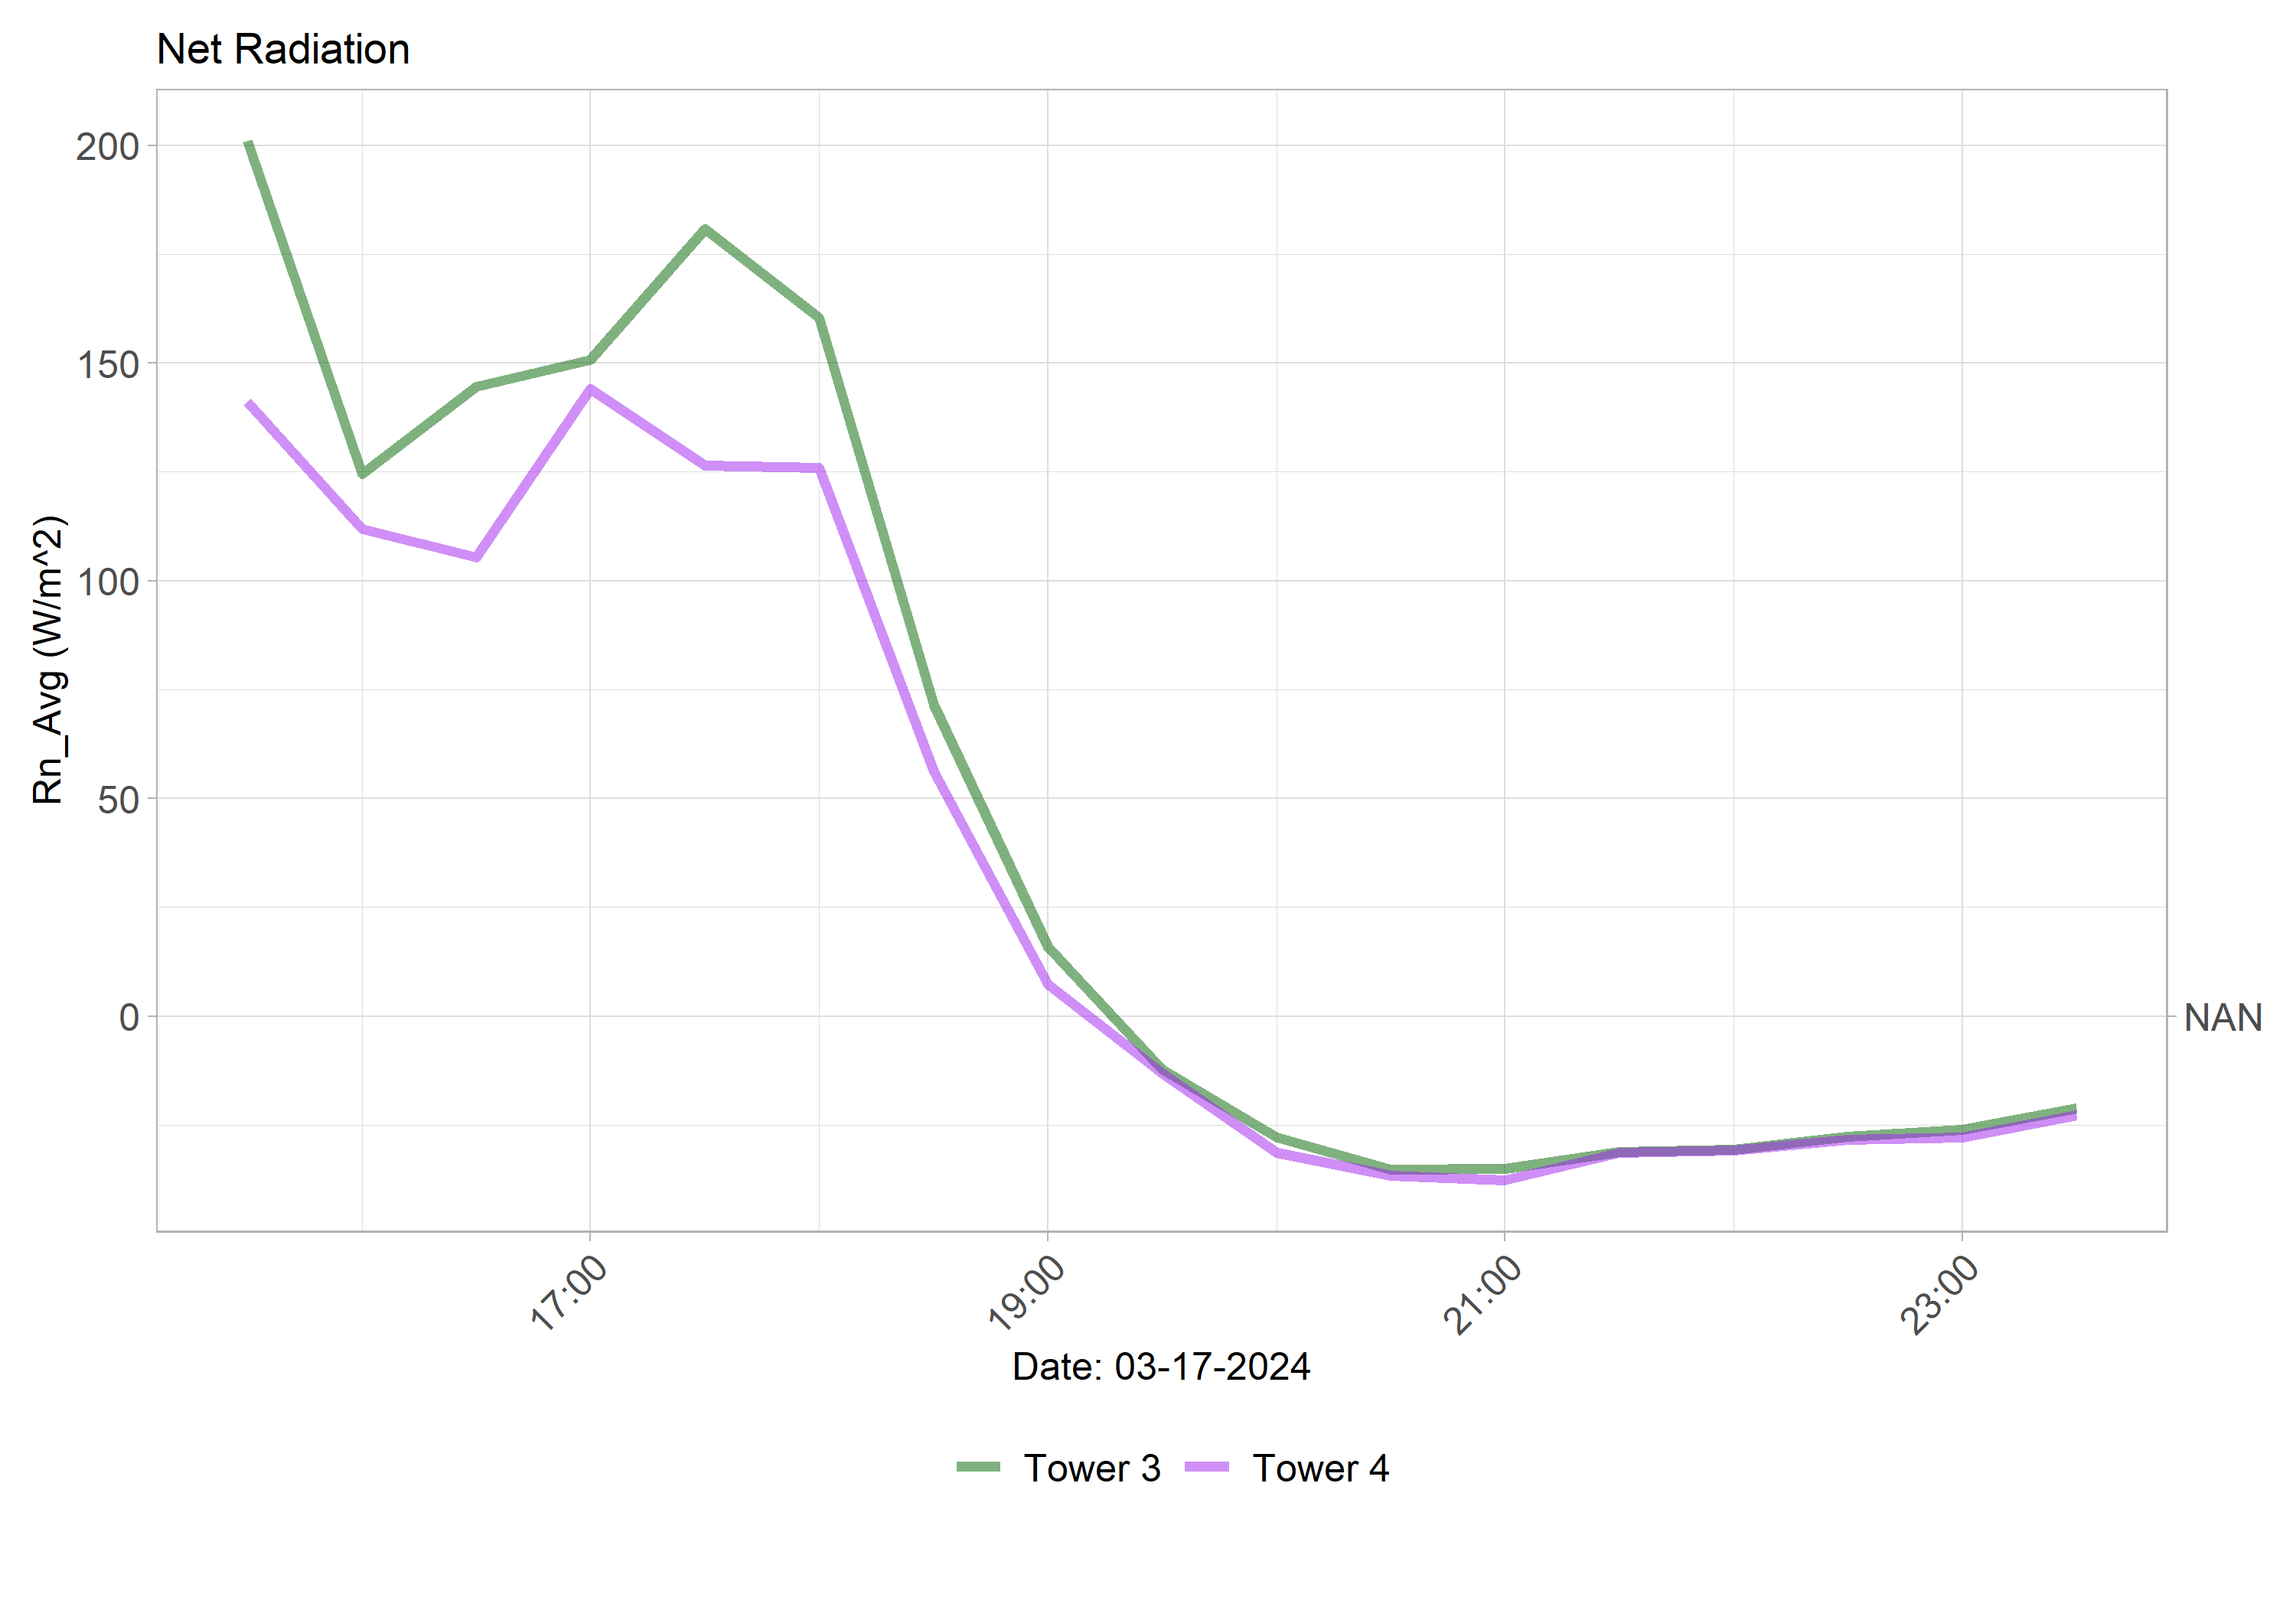 Net Radiation
Rn_Avg (W/m^2)
200
150
100
50
0
NAN
17:00
19:00
21:00
23:00
Date: 03-17-2024
Tower 3
Tower 4